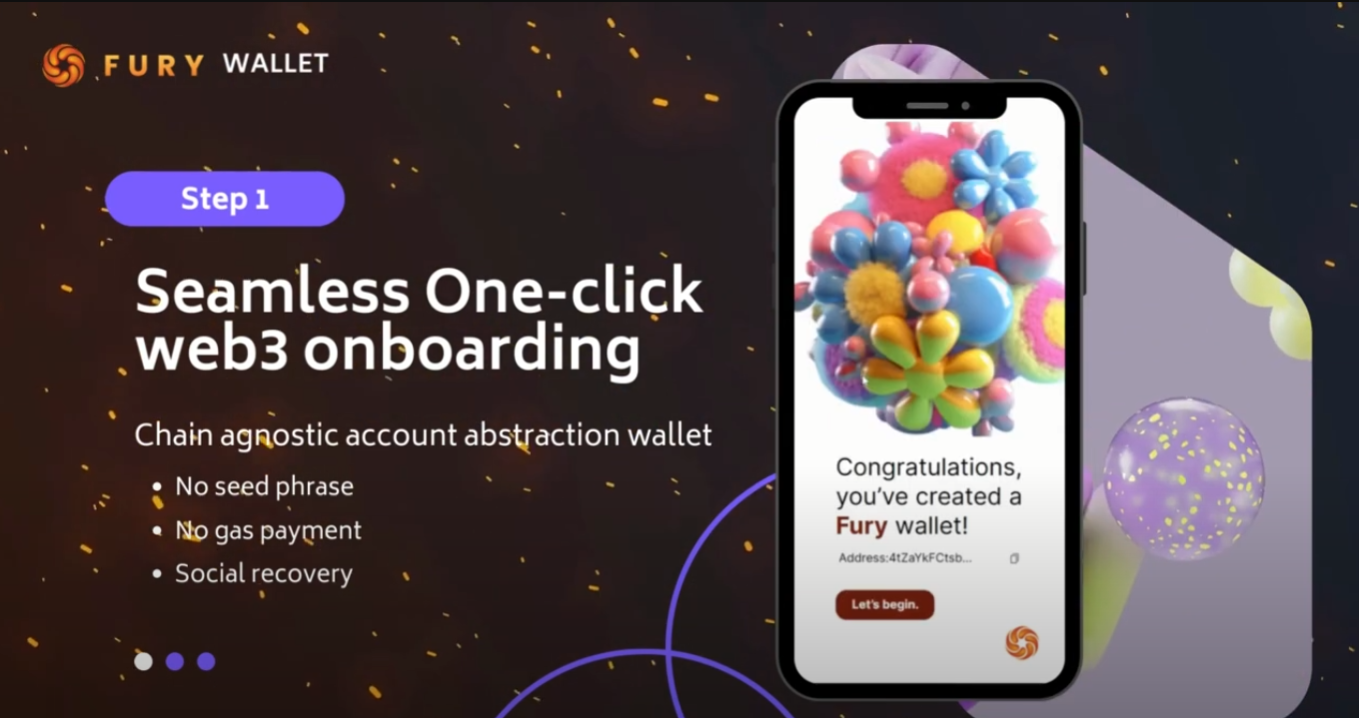 FURY WALLET
Step 1
Seamless One-click
web3 onboarding
Chain agnostic account abstraction wallet
No seed phrase
No gas payment
Social recovery
Congratulations,
you've created a
Fury wallet!
Address:4tZaYkFCtsb...
Let's begin.